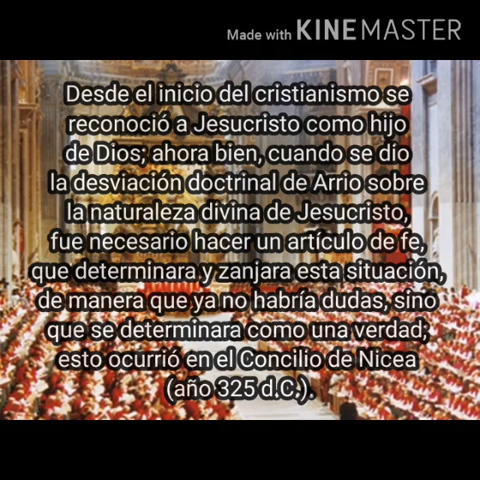 Made with KINEMASTER
Desde el inicio del cristianismo se
reconoció a Jesucristo como hijo
de Dios; ahora bien, cuando se dio
la desviación doctrinal de Arrio sobre
la naturaleza divina de Jesucristo,
fue necesario hacer un artículo de fe,
que determinara y zanjara esta situación,
de manera que ya no habría dudas, sino
que se determinara como una verdad;
esto ocurrió en el Concilio de Nicea
(año 325 d.C.).